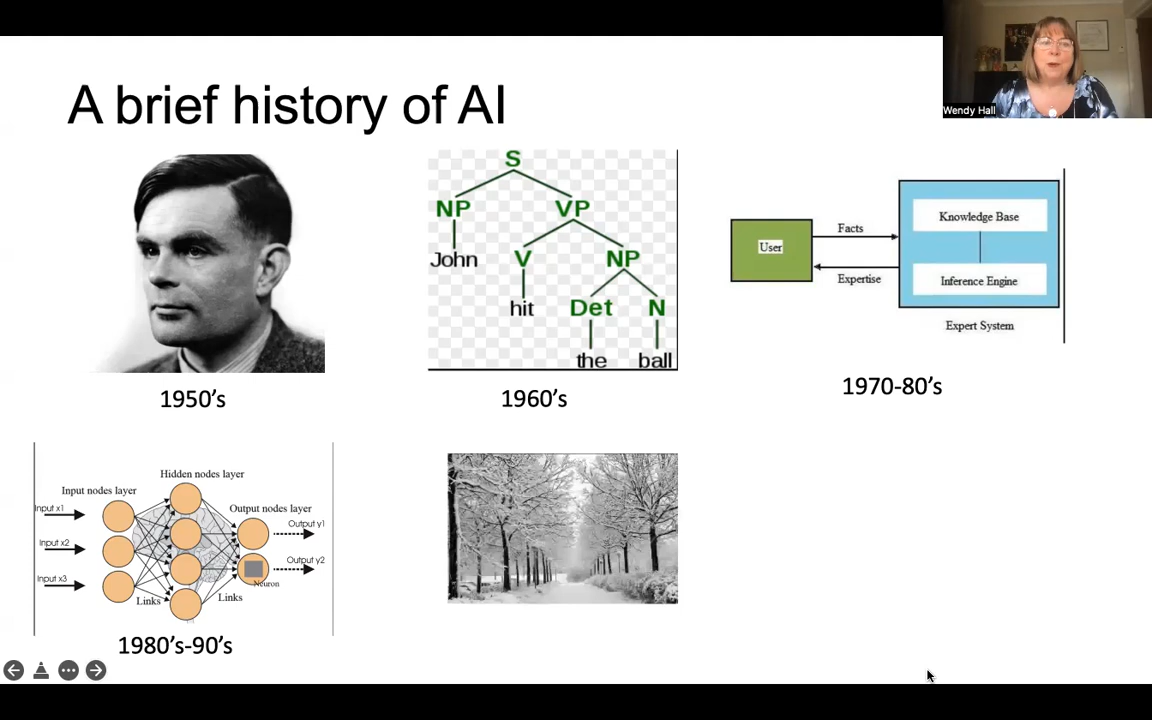 A brief history of AI
Wendy Hall
S
NP VP
John V NP
hit Det N
the ball
User
Facts
Expertise
Knowledge Base
Inference Engine
Expert System
1950’s
1960’s
1970-80’s
Hidden nodes layer
Input nodes layer
Output nodes layer
Input x1
Input x2
Input x3
Output y1
Output y2
Neuron
Links
Links
1980’s-90’s